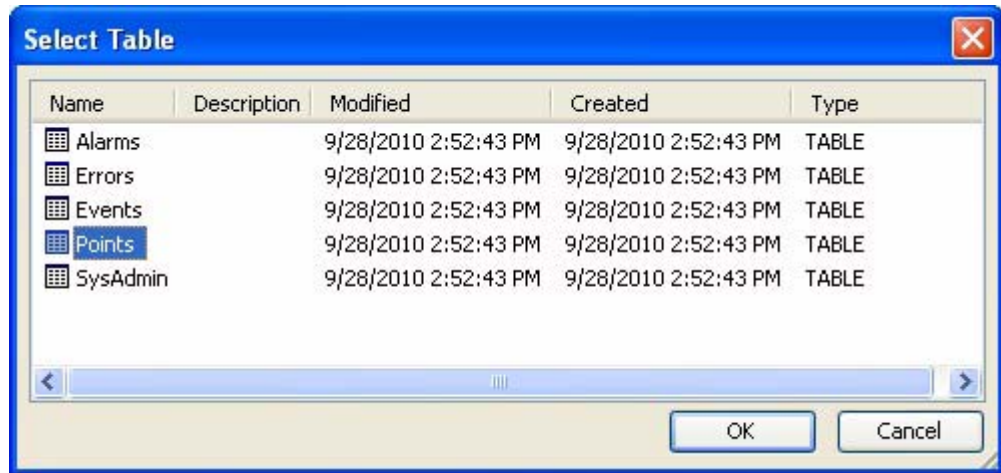 Select Table
Name Description Modified Created Type
Alarms 9/28/2010 2:52:43 PM 9/28/2010 2:52:43 PM TABLE
Errors 9/28/2010 2:52:43 PM 9/28/2010 2:52:43 PM TABLE
Events 9/28/2010 2:52:43 PM 9/28/2010 2:52:43 PM TABLE
Points 9/28/2010 2:52:43 PM 9/28/2010 2:52:43 PM TABLE
SysAdmin 9/28/2010 2:52:43 PM 9/28/2010 2:52:43 PM TABLE
OK Cancel